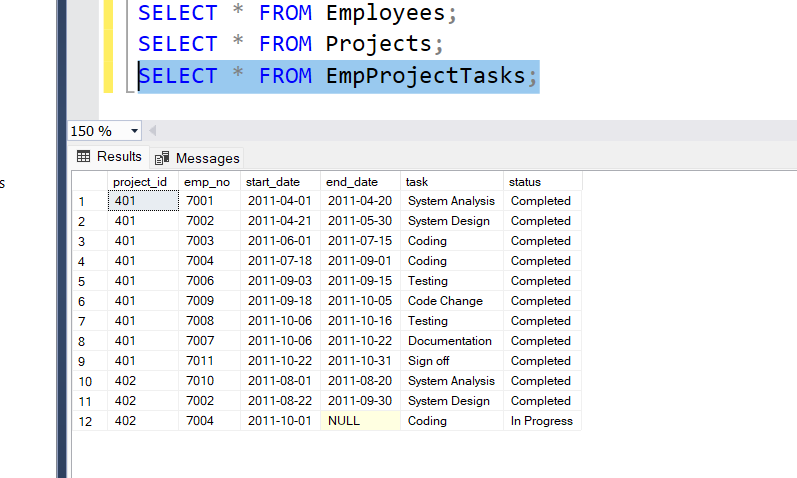 SELECT * FROM Employees;
SELECT * FROM Projects;
SELECT * FROM EmpProjectTasks;
150 %
Results Messages
s
project_id emp_no start_date end_date task status
1 401 7001 2011-04-01 2011-04-20 System Analysis Completed
2 401 7002 2011-04-21 2011-05-30 System Design Completed
3 401 7003 2011-06-01 2011-07-15 Coding Completed
4 401 7004 2011-07-18 2011-09-01 Coding Completed
5 401 7006 2011-09-03 2011-09-15 Testing Completed
6 401 7009 2011-09-18 2011-10-05 Code Change Completed
7 401 7008 2011-10-06 2011-10-16 Testing Completed
8 401 7007 2011-10-06 2011-10-22 Documentation Completed
9 401 7011 2011-10-22 2011-10-31 Sign off Completed
10 402 7010 2011-08-01 2011-08-20 System Analysis Completed
11 402 7002 2011-08-22 2011-09-30 System Design Completed
12 402 7004 2011-10-01 NULL Coding In Progress